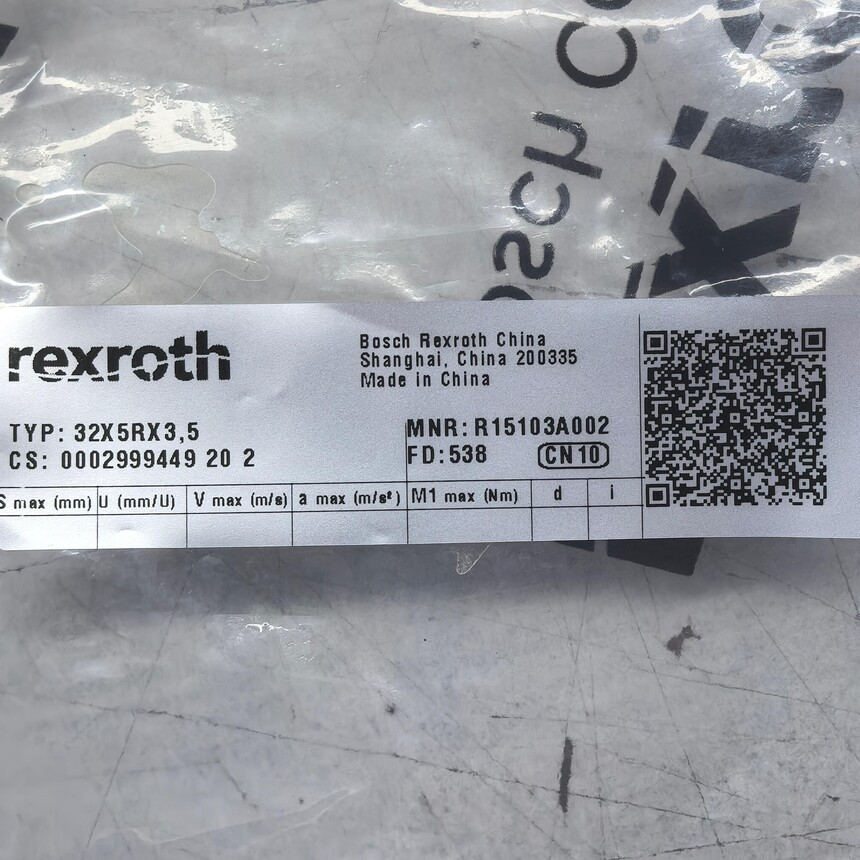 Bosch
rexroth
Bosch Rexroth China
Shanghai, China 200335
Made in China
TYP: 32X5RX3,5
MNR: R15103A002
CS: 0002999449 20 2
FD: 538
CN10
S max (mm) U (mm/U) V max (m/s) a max (m/s²) M1 max (Nm) d i